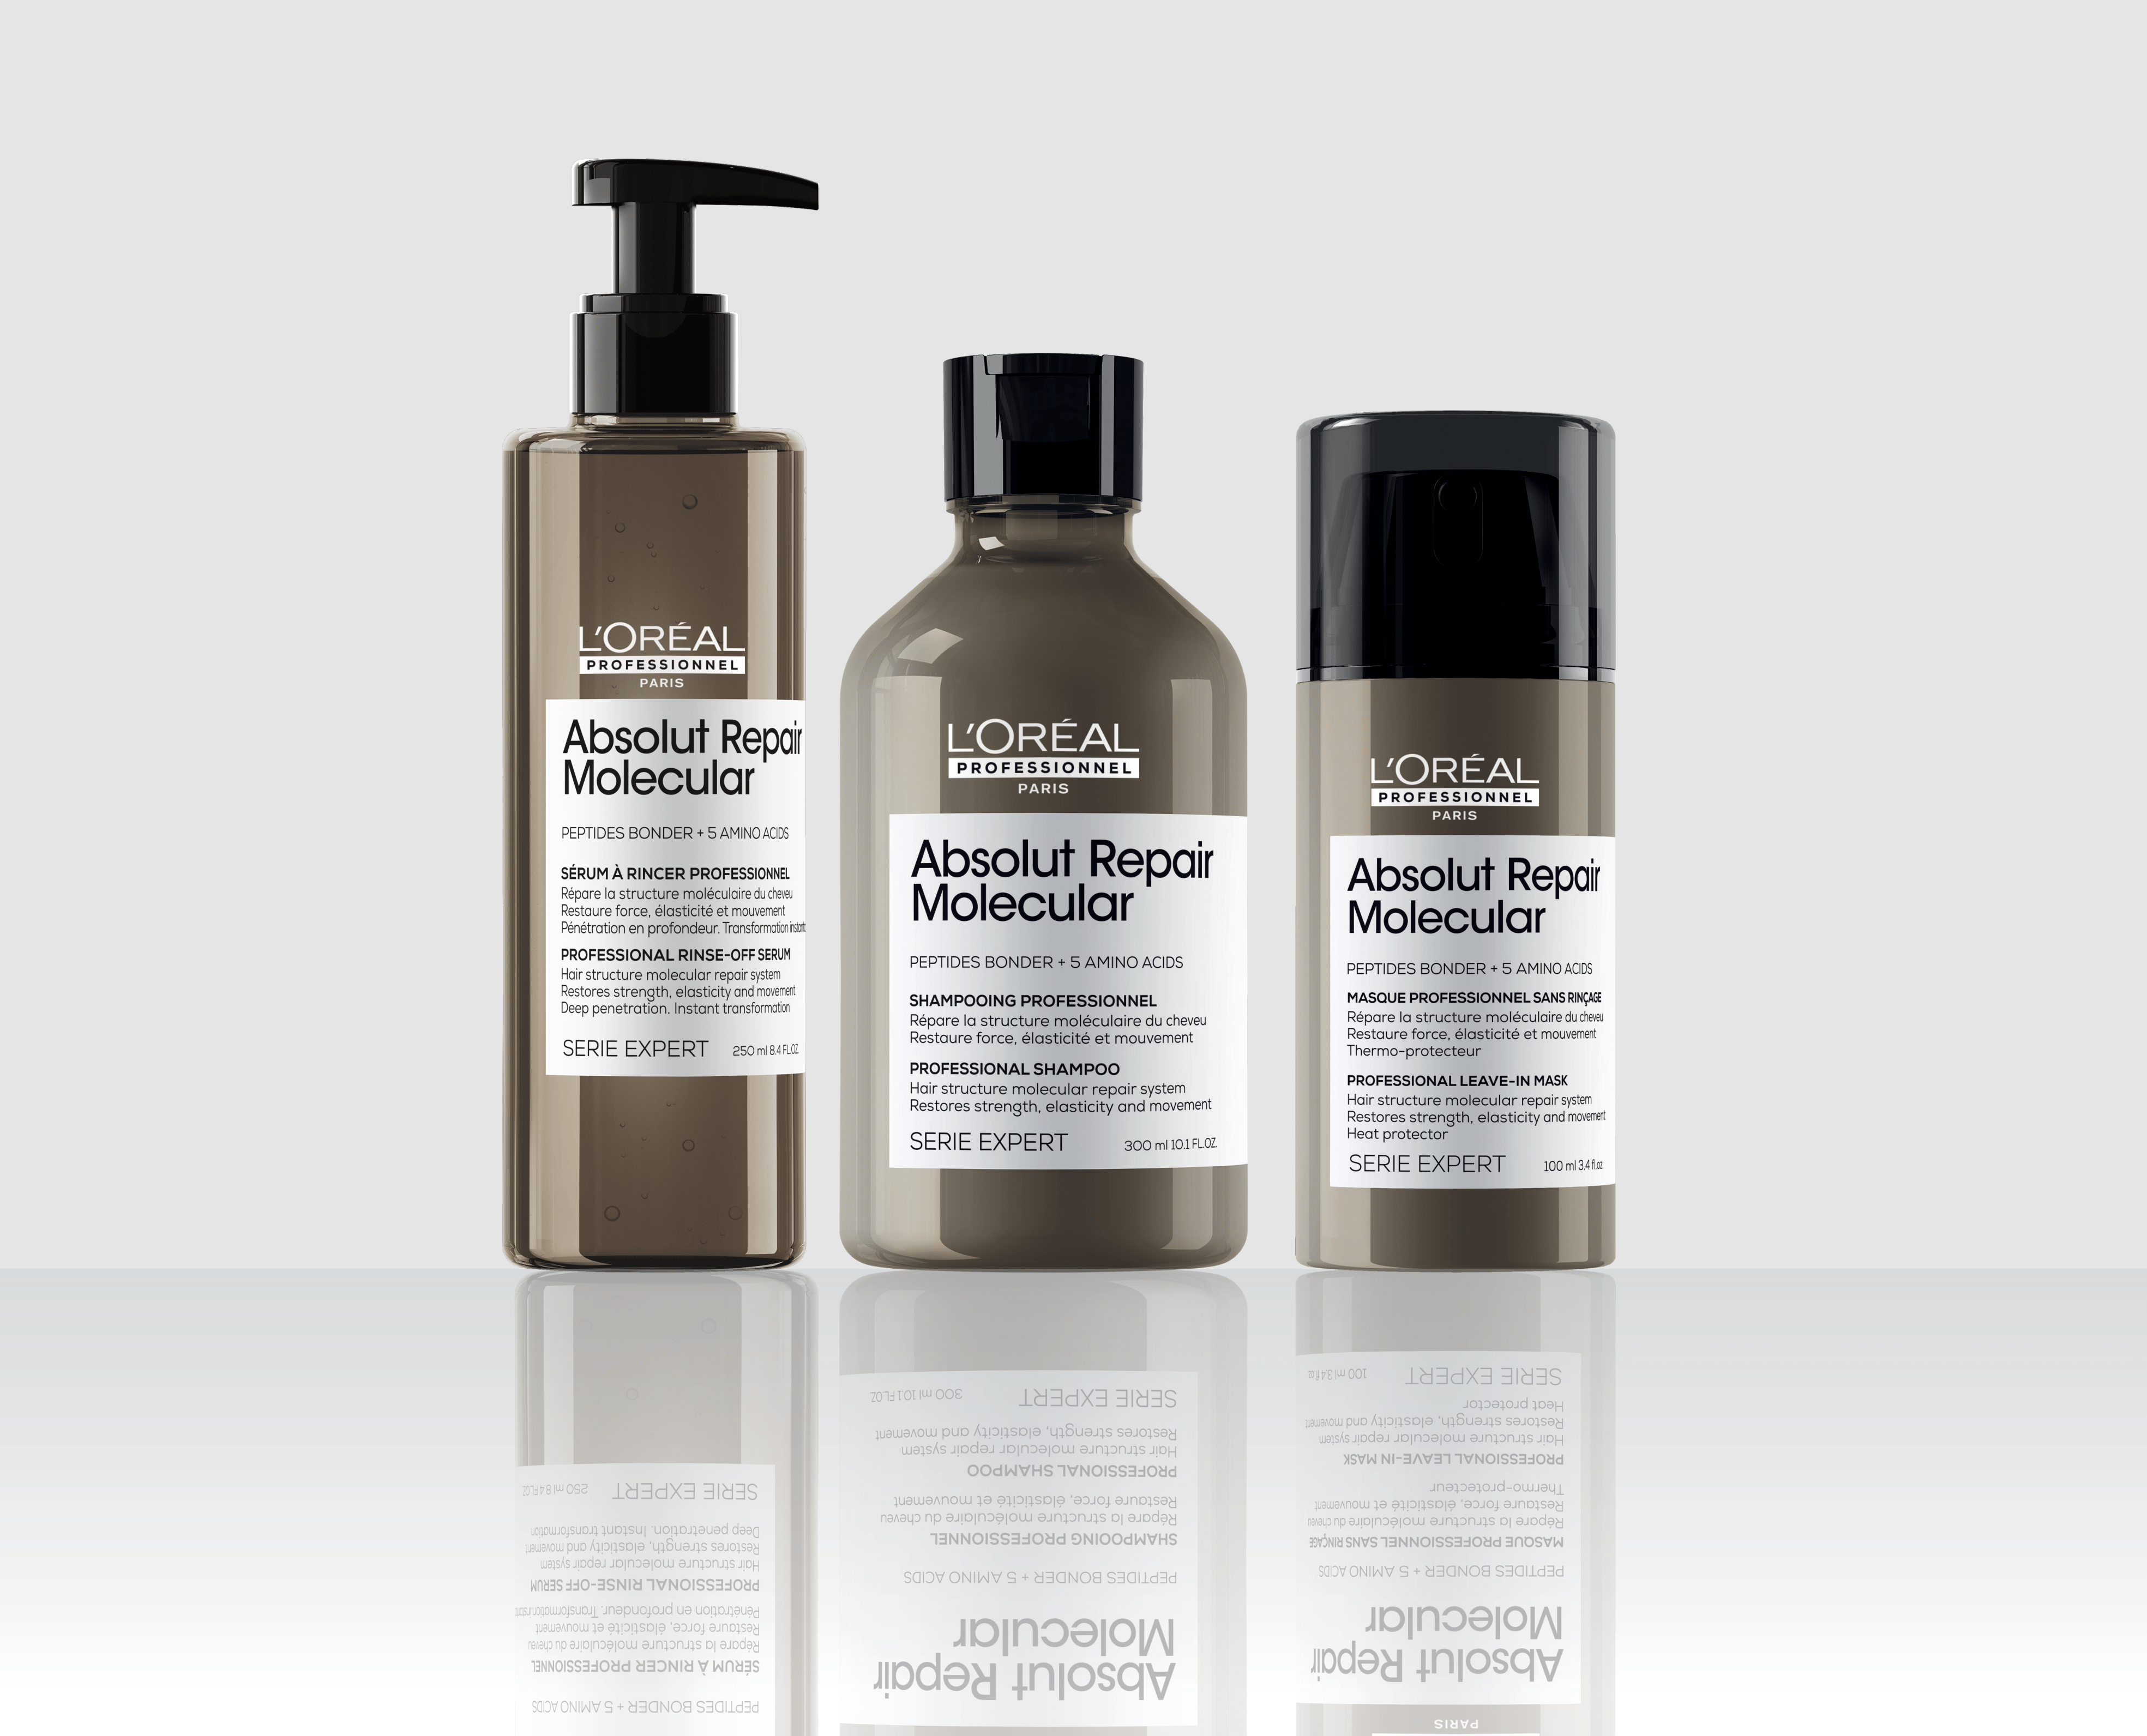 L'ORÉAL
PROFESSIONNEL
PARIS
Absolut Repair
Molecular
PEPTIDES BONDER + 5 AMINO ACIDS
SÉRUM À RINCER PROFESSIONNEL
Répare la structure moléculaire du cheveu
Restaure force, élasticité et mouvement
Pénétration en profondeur. Transformation
PROFESSIONAL RINSE-OFF SERUM
Hair structure molecular repair system
Restores strength, elasticity and movement
Deep penetration. Instant transformation
SERIE EXPERT 250 ml 8.4 FL.OZ.
L'ORÉAL
PROFESSIONNEL
PARIS
Absolut Repair
Molecular
PEPTIDES BONDER + 5 AMINO ACIDS
SHAMPOOING PROFESSIONNEL
Répare la structure moléculaire du cheveu
Restaure force, élasticité et mouvement
PROFESSIONAL SHAMPOO
Hair structure molecular repair system
Restores strength, elasticity and movement
SERIE EXPERT 300 ml 10.1 FL.OZ.
L'ORÉAL
PROFESSIONNEL
PARIS
Absolut Repair
Molecular
PEPTIDES BONDER + 5 AMINO ACIDS
MASQUE PROFESSIONNEL SANS RINÇAGE
Répare la structure moléculaire du cheveu
Restaure force, élasticité et mouvement
Thermo-protecteur
PROFESSIONAL LEAVE-IN MASK
Hair structure molecular repair system
Restores strength, elasticity and movement
Heat protector
SERIE EXPERT 100 ml 3.4 fl.oz.